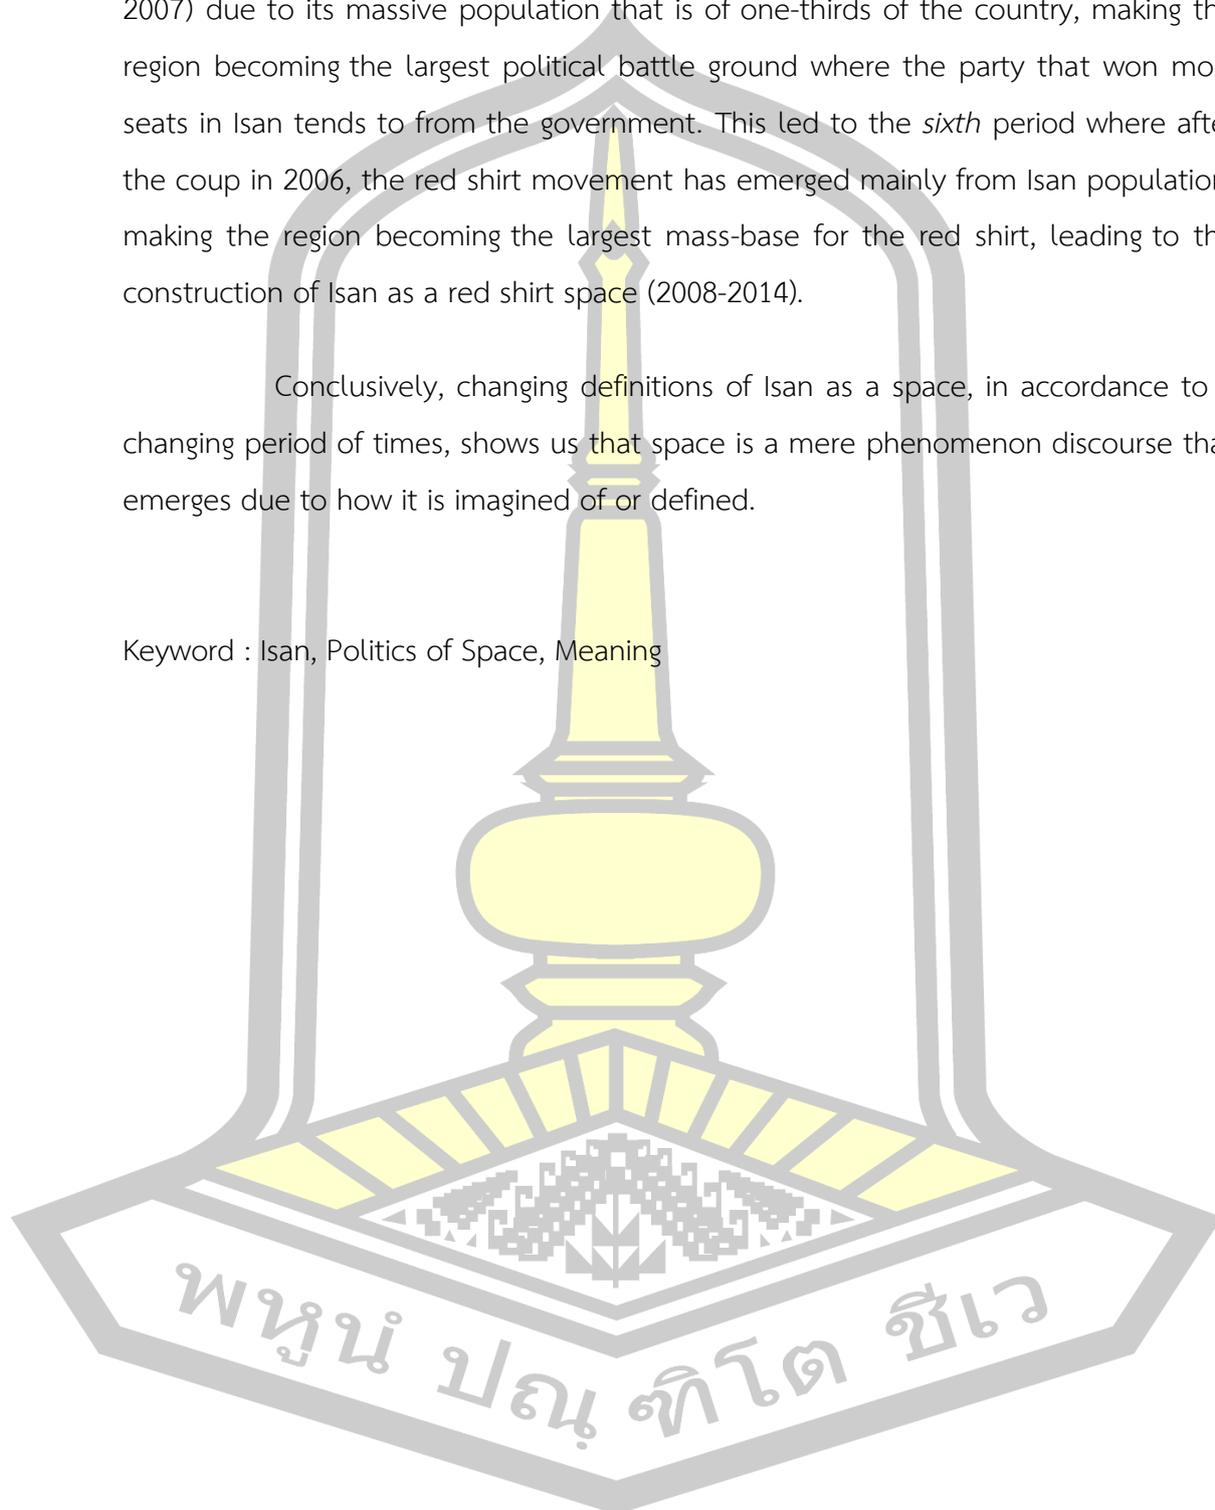 2007) due to its massive population that is of one-thirds of the country, making th
region becoming the largest political battle ground where the party that won mo
seats in Isan tends to from the government. This led to the sixth period where afte
the coup in 2006, the red shirt movement has emerged mainly from Isan population
making the region becoming the largest mass-base for the red shirt, leading to th
construction of Isan as a red shirt space (2008-2014).
Conclusively, changing definitions of Isan as a space, in accordance to
changing period of times, shows us that space is a mere phenomenon discourse tha
emerges due to how it is imagined of or defined.
Keyword : Isan, Politics of Space, Meaning
พหูนํ ปณฺฑิโต ชีเว